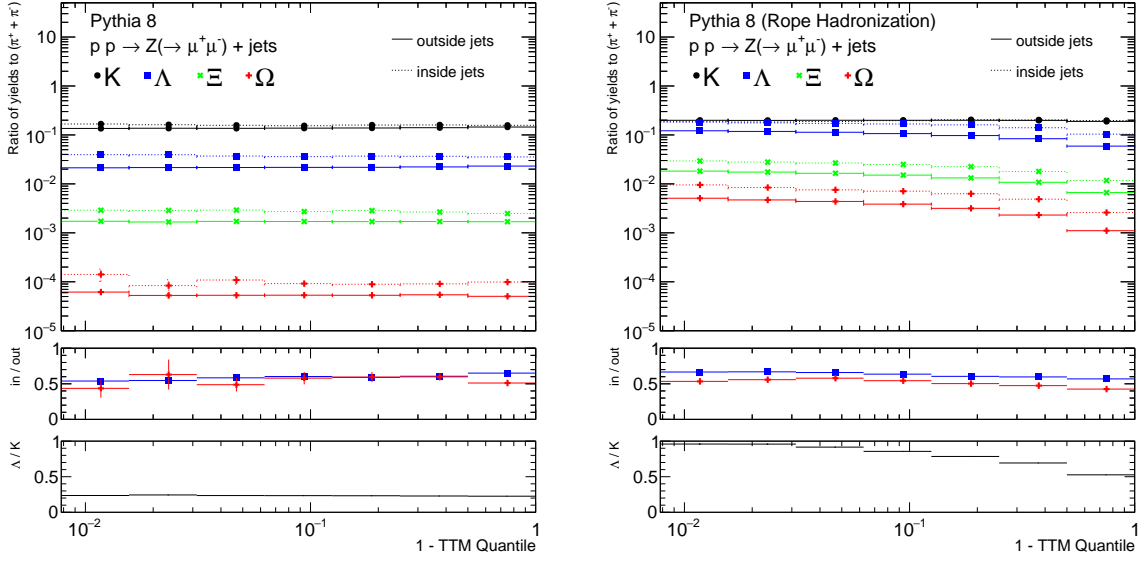 Pythia 8
p p → Z(→ μ⁺μ⁻) + jets
K Λ Ξ Ω
outside jets
inside jets
Ratio of yields to (π⁺ + π⁻)
10
1
10⁻¹
10⁻²
10⁻³
10⁻⁴
10⁻⁵
in / out
1
0.5
0
Λ / K
1
0.5
0
10⁻² 10⁻¹ 1
1 - TTM Quantile
Pythia 8 (Rope Hadronization)
p p → Z(→ μ⁺μ⁻) + jets
K Λ Ξ Ω
outside jets
inside jets
Ratio of yields to (π⁺ + π⁻)
10
1
10⁻¹
10⁻²
10⁻³
10⁻⁴
10⁻⁵
in / out
1
0.5
0
Λ / K
1
0.5
0
10⁻² 10⁻¹ 1
1 - TTM Quantile